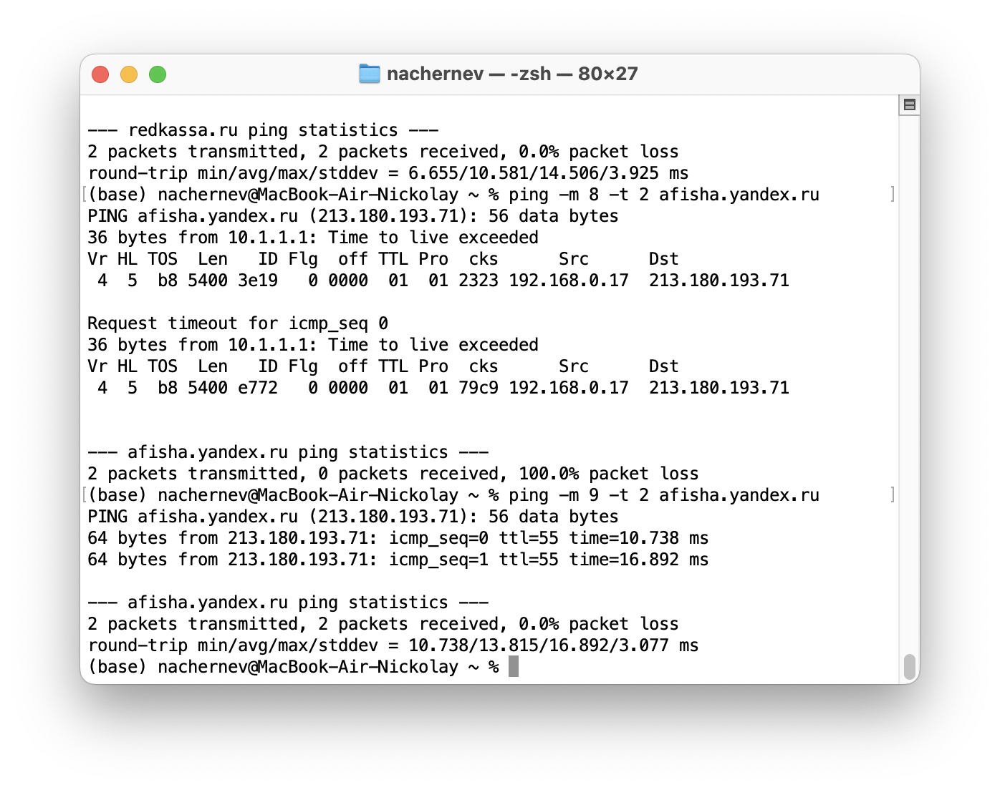 nachernev — -zsh — 80×27
--- redkassa.ru ping statistics ---
2 packets transmitted, 2 packets received, 0.0% packet loss
round-trip min/avg/max/stddev = 6.655/10.581/14.506/3.925 ms
[(base) nachernev@MacBook-Air-Nickolay ~ % ping -m 8 -t 2 afisha.yandex.ru ]
PING afisha.yandex.ru (213.180.193.71): 56 data bytes
36 bytes from 10.1.1.1: Time to live exceeded
Vr HL TOS  Len   ID Flg  off TTL Pro  cks      Src      Dst
 4  5  b8 5400 3e19   0 0000  01  01 2323 192.168.0.17  213.180.193.71
Request timeout for icmp_seq 0
36 bytes from 10.1.1.1: Time to live exceeded
Vr HL TOS  Len   ID Flg  off TTL Pro  cks      Src      Dst
 4  5  b8 5400 e772   0 0000  01  01 79c9 192.168.0.17  213.180.193.71
--- afisha.yandex.ru ping statistics ---
2 packets transmitted, 0 packets received, 100.0% packet loss
[(base) nachernev@MacBook-Air-Nickolay ~ % ping -m 9 -t 2 afisha.yandex.ru ]
PING afisha.yandex.ru (213.180.193.71): 56 data bytes
64 bytes from 213.180.193.71: icmp_seq=0 ttl=55 time=10.738 ms
64 bytes from 213.180.193.71: icmp_seq=1 ttl=55 time=16.892 ms
--- afisha.yandex.ru ping statistics ---
2 packets transmitted, 2 packets received, 0.0% packet loss
round-trip min/avg/max/stddev = 10.738/13.815/16.892/3.077 ms
(base) nachernev@MacBook-Air-Nickolay ~ %